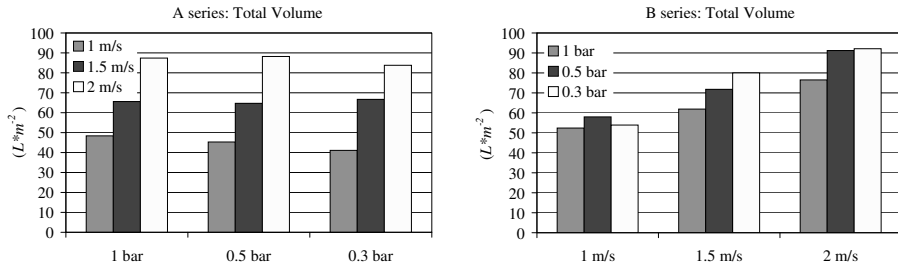 A series: Total Volume
(L*m⁻²)
100
90
80
70
60
50
40
30
20
10
0
1 m/s
1.5 m/s
2 m/s
1 bar
0.5 bar
0.3 bar
B series: Total Volume
(L*m⁻²)
100
90
80
70
60
50
40
30
20
10
0
1 bar
0.5 bar
0.3 bar
1 m/s
1.5 m/s
2 m/s